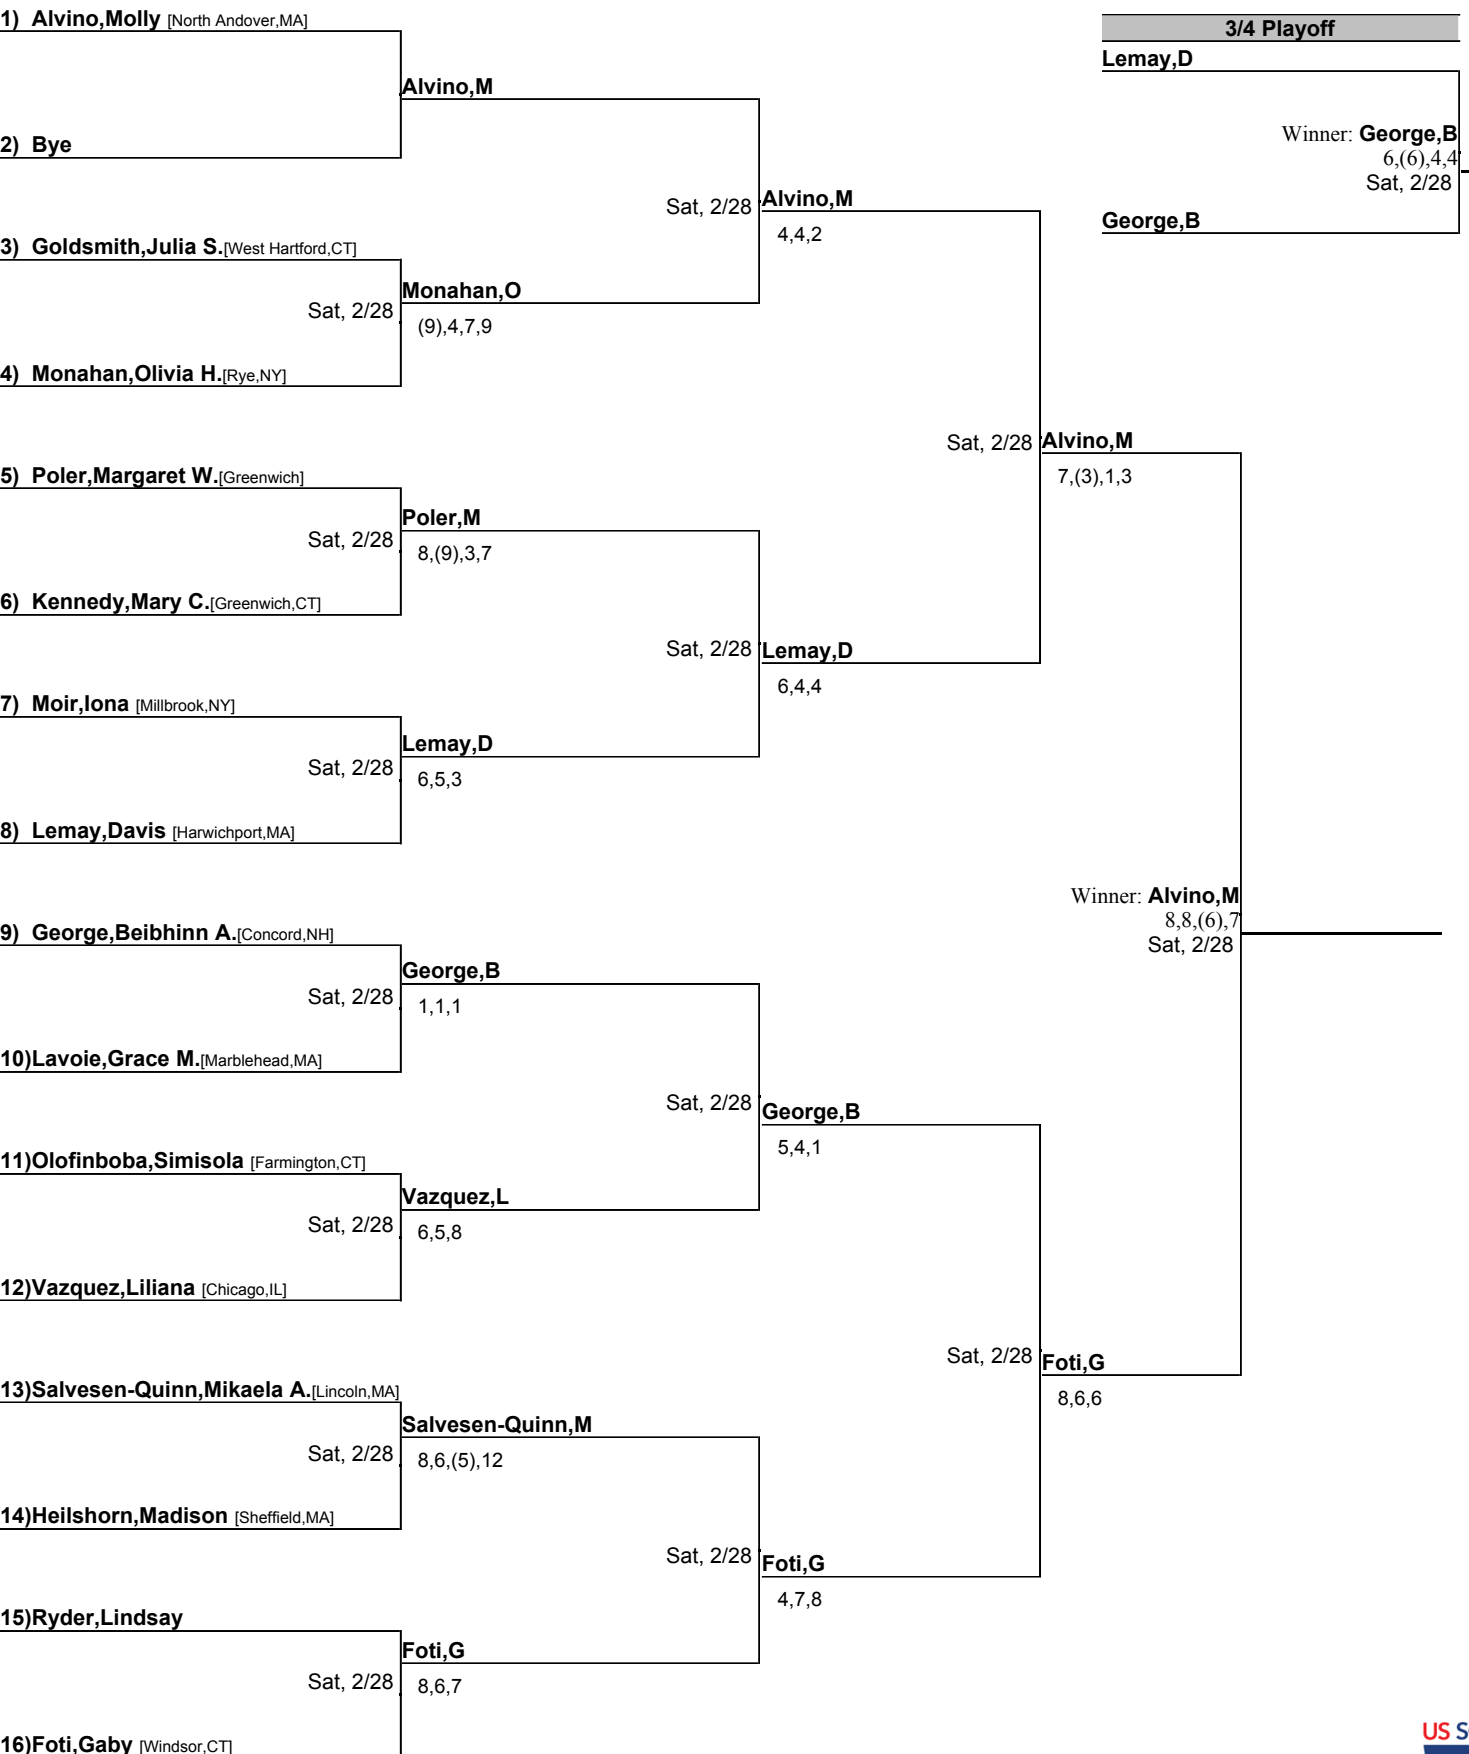 1) Alvino,Molly [North Andover,MA]
3/4 Playoff
Lemay,D
Alvino,M
Winner: George,B
6,(6),4,4
Sat, 2/28
2) Bye
Sat, 2/28 Alvino,M
4,4,2
George,B
3) Goldsmith,Julia S.[West Hartford,CT]
Monahan,O
Sat, 2/28
(9),4,7,9
4) Monahan,Olivia H.[Rye,NY]
Sat, 2/28 Alvino,M
7,(3),1,3
5) Poler,Margaret W.[Greenwich]
Poler,M
Sat, 2/28
8,(9),3,7
6) Kennedy,Mary C.[Greenwich,CT]
Sat, 2/28 Lemay,D
6,4,4
7) Moir,Iona [Millbrook,NY]
Lemay,D
Sat, 2/28
6,5,3
8) Lemay,Davis [Harwichport,MA]
Winner: Alvino,M
8,8,(6),7
Sat, 2/28
9) George,Beibhinn A.[Concord,NH]
George,B
Sat, 2/28
1,1,1
10)Lavoie,Grace M.[Marblehead,MA]
Sat, 2/28 George,B
5,4,1
11)Olofinboba,Simisola [Farmington,CT]
Vazquez,L
Sat, 2/28
6,5,8
12)Vazquez,Liliana [Chicago,IL]
Sat, 2/28 Foti,G
8,6,6
13)Salvesen-Quinn,Mikaela A.[Lincoln,MA]
Salvesen-Quinn,M
Sat, 2/28
8,6,(5),12
14)Heilshorn,Madison [Sheffield,MA]
Sat, 2/28 Foti,G
4,7,8
15)Ryder,Lindsay
Foti,G
Sat, 2/28
8,6,7
16)Foti,Gaby [Windsor,CT]
US S